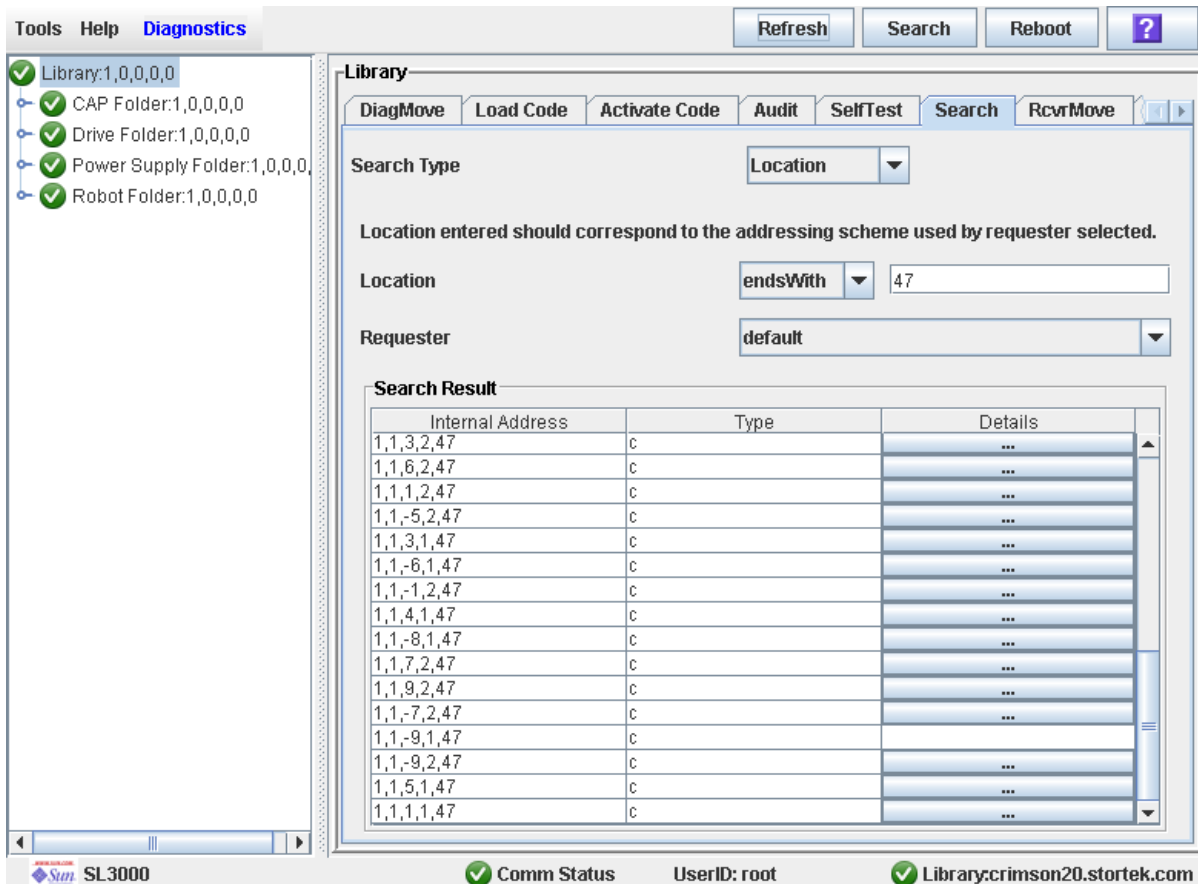 Tools Help Diagnostics
Refresh Search Reboot ?
Library:1,0,0,0,0
CAP Folder:1,0,0,0,0
Drive Folder:1,0,0,0,0
Power Supply Folder:1,0,0,0,
Robot Folder:1,0,0,0,0
Library
DiagMove Load Code Activate Code Audit SelfTest Search RcvrMove
Search Type Location
Location entered should correspond to the addressing scheme used by requester selected.
Location endsWith 47
Requester default
Search Result
Internal Address Type Details
1,1,3,2,47 c ...
1,1,6,2,47 c ...
1,1,1,2,47 c ...
1,1,-5,2,47 c ...
1,1,3,1,47 c ...
1,1,-6,1,47 c ...
1,1,-1,2,47 c ...
1,1,4,1,47 c ...
1,1,-8,1,47 c ...
1,1,7,2,47 c ...
1,1,9,2,47 c ...
1,1,-7,2,47 c ...
1,1,-9,1,47 c
1,1,-9,2,47 c ...
1,1,5,1,47 c ...
1,1,1,1,47 c ...
Sun SL3000 Comm Status UserID: root Library:crimson20.stortek.com